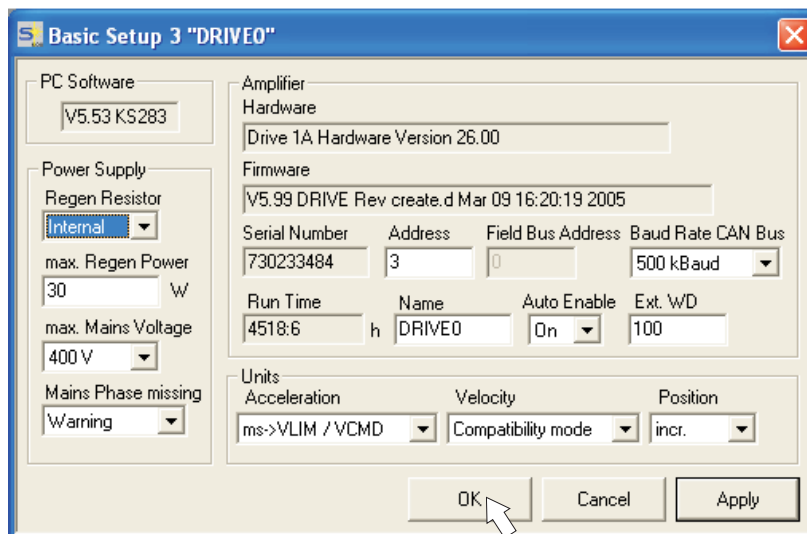 Basic Setup 3 "DRIVE0"
PC Software
V5.53 KS283
Power Supply
Regen Resistor
Internal
max. Regen Power
30 W
max. Mains Voltage
400 V
Mains Phase missing
Warning
Amplifier
Hardware
Drive 1A Hardware Version 26.00
Firmware
V5.99 DRIVE Rev create.d Mar 09 16:20:19 2005
Serial Number Address Field Bus Address Baud Rate CAN Bus
730233484 3 0 500 kBaud
Run Time Name Auto Enable Ext. WD
4518:6 h DRIVE0 On 100
Units
Acceleration Velocity Position
ms->VLIM / VCMD Compatibility mode incr.
OK Cancel Apply